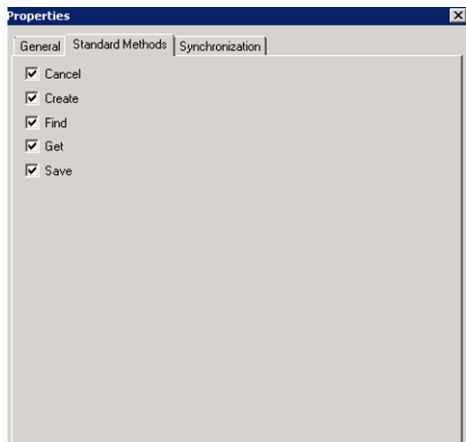 Properties
General Standard Methods Synchronization
Cancel
Create
Find
Get
Save